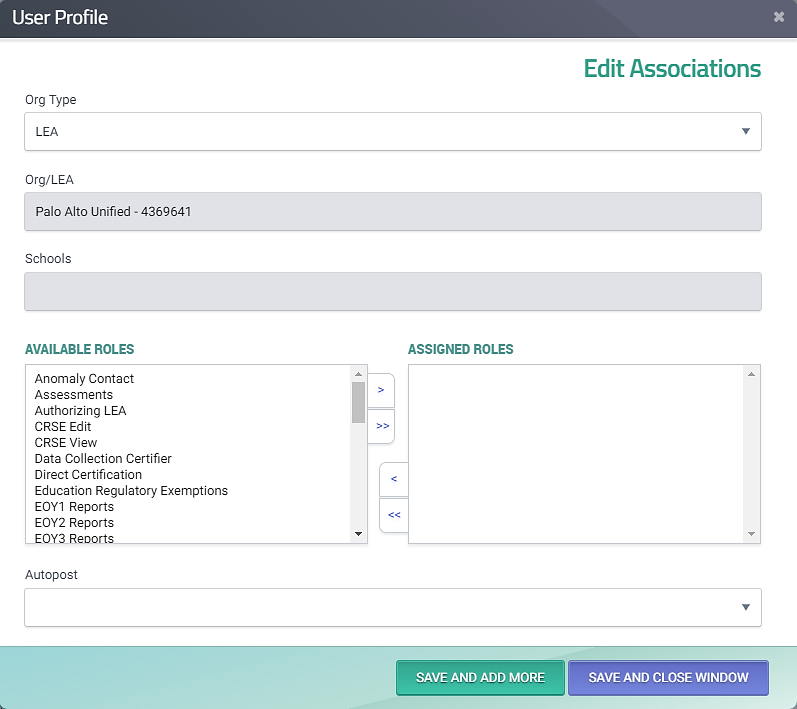 User Profile
Edit Associations
Org Type
LEA
Org/LEA
Palo Alto Unified - 4369641
Schools
AVAILABLE ROLES
ASSIGNED ROLES
Anomaly Contact
Assessments
Authorizing LEA
CRSE Edit
CRSE View
Data Collection Certifier
Direct Certification
Education Regulatory Exemptions
EOY1 Reports
EOY2 Reports
EOY3 Reports
>
>>
<
<<
Autopost
SAVE AND ADD MORE
SAVE AND CLOSE WINDOW